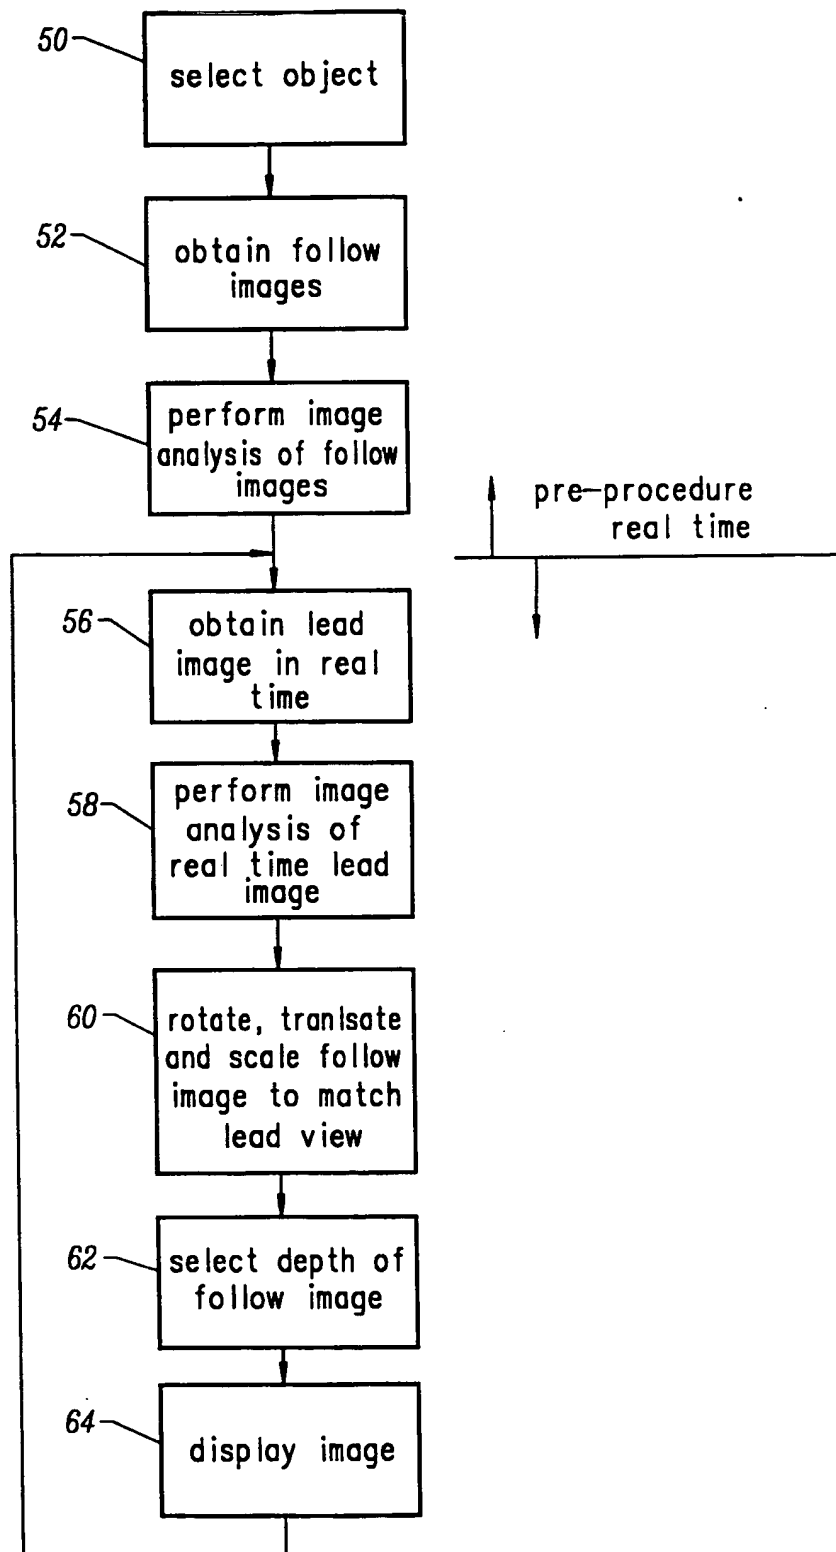 50
select object
52
obtain follow
images
54
perform image
analysis of follow
images
pre-procedure
real time
56
obtain lead
image in real
time
58
perform image
analysis of
real time lead
image
60
rotate, tranlsate
and scale follow
image to match
lead view
62
select depth of
follow image
64
display image